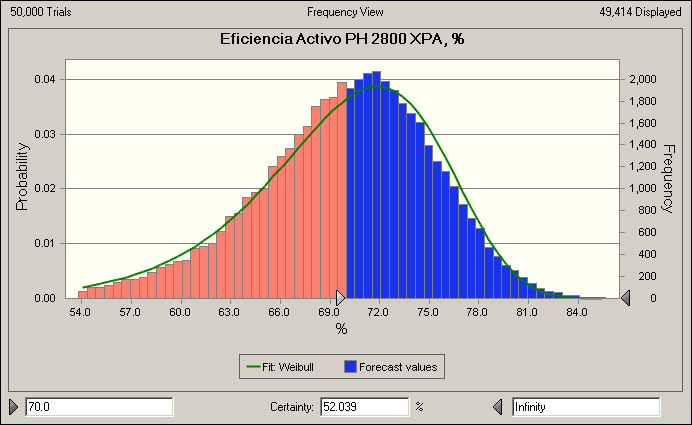 50,000 Trials Frequency View 49,414 Displayed
Eficiencia Activo PH 2800 XPA, %
Probability
0.04
0.03
0.02
0.01
0.00
2,000
1,800
1,600
1,400
1,200
1,000
800
600
400
200
0
Frequency
54.0 57.0 60.0 63.0 66.0 69.0 72.0 75.0 78.0 81.0 84.0
%
Fit: Weibull Forecast values
70.0 Certainty: 52.039 % Infinity